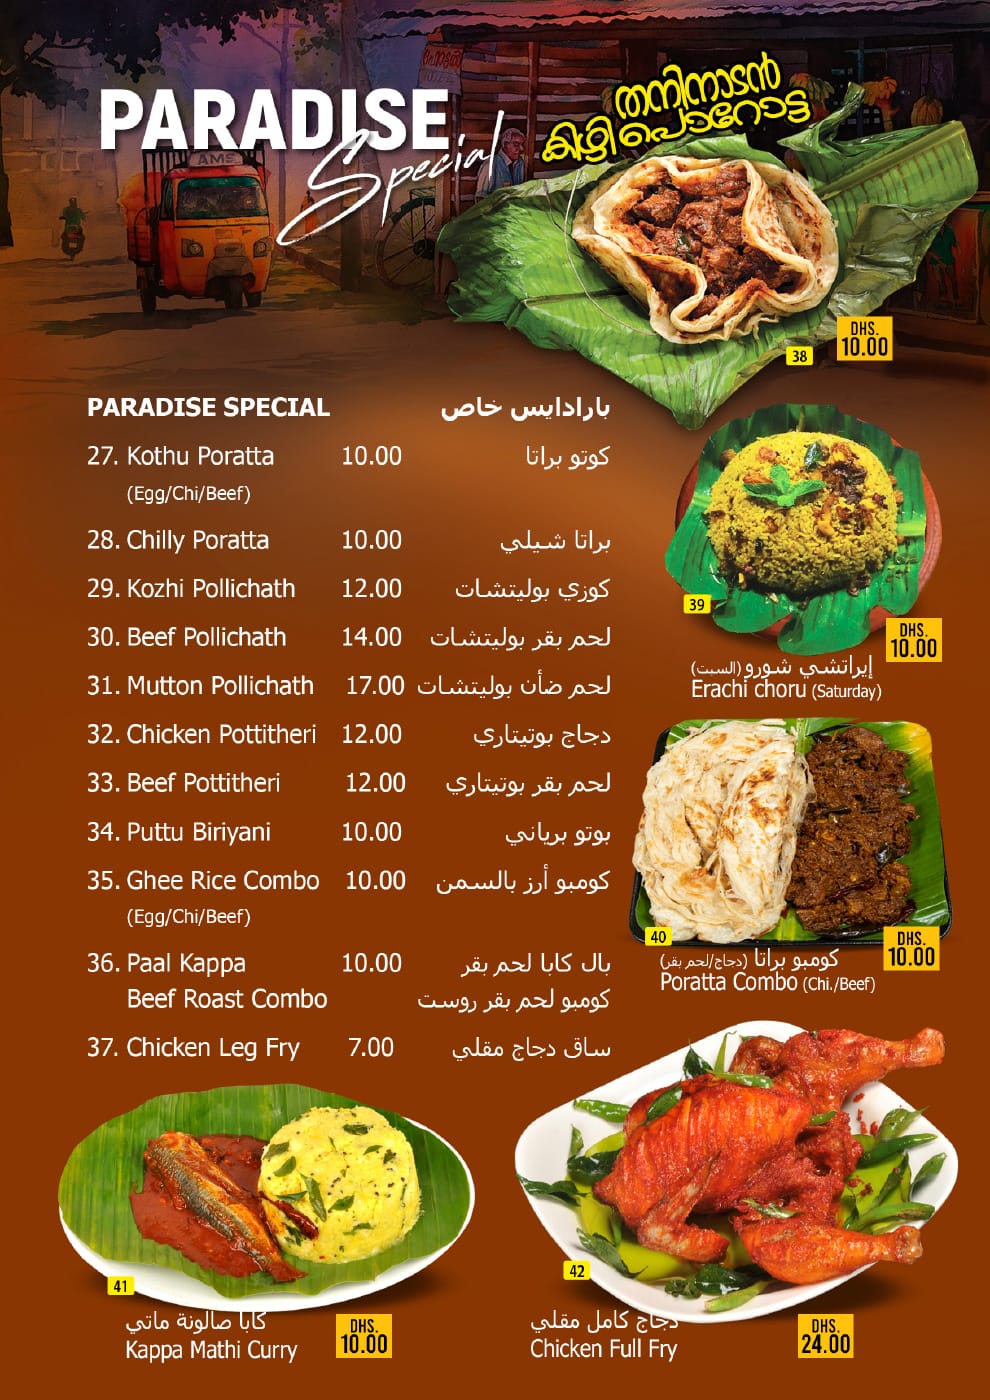 PARADISE
Special
തനിനാടൻ
കിഴിപൊറോട്ട
AMS
38
DHS.
10.00
PARADISE SPECIAL بارادايس خاص
27. Kothu Poratta 10.00 كوتو براتا
(Egg/Chi/Beef)
28. Chilly Poratta 10.00 براتا شيلي
29. Kozhi Pollichath 12.00 كوزي بوليتشات
30. Beef Pollichath 14.00 لحم بقر بوليتشات
31. Mutton Pollichath 17.00 لحم ضأن بوليتشات
32. Chicken Pottitheri 12.00 دجاج بوتيتاري
33. Beef Pottitheri 12.00 لحم بقر بوتيتاري
34. Puttu Biriyani 10.00 بوتو برياني
35. Ghee Rice Combo 10.00 كومبو أرز بالسمن
(Egg/Chi/Beef)
36. Paal Kappa 10.00 بال كابا لحم بقر
Beef Roast Combo كومبو لحم بقر روست
37. Chicken Leg Fry 7.00 ساق دجاج مقلي
39
DHS.
10.00
إيراتشي شورو (السبت)
Erachi choru (Saturday)
40
DHS.
10.00
كومبو براتا (دجاج/لحم بقر)
Poratta Combo (Chi./Beef)
41
كابا صالونة ماتي
Kappa Mathi Curry
DHS.
10.00
42
دجاج كامل مقلي
Chicken Full Fry
DHS.
24.00